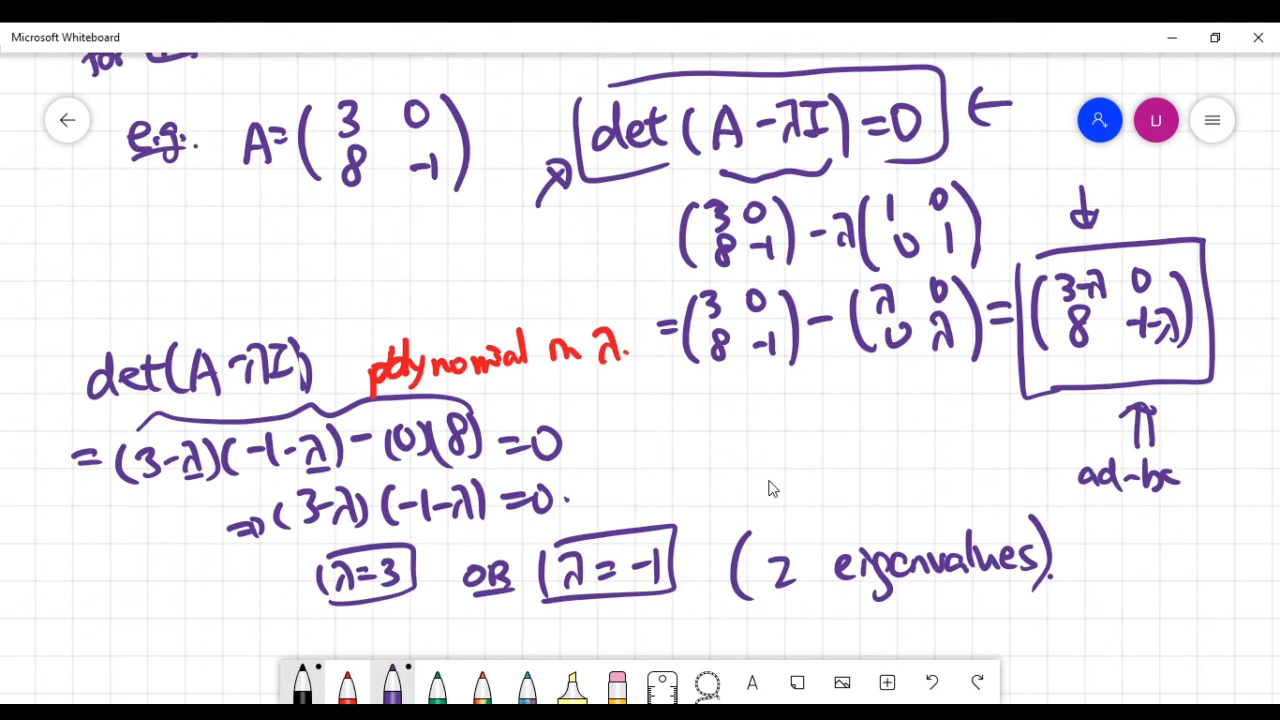 Microsoft Whiteboard
for
e.g. A=(3 0
8 -1)
det(A-λI)=0 ←
(3 0
8 -1) - λ(1 0
0 1)
=(3 0
8 -1) - (λ 0
0 λ) = (3-λ 0
8 -1-λ)
ad-bc
det(A-λI)
polynomial in λ.
= (3-λ)(-1-λ) - (0)(8) =0
⇒ (3-λ)(-1-λ) =0.
λ=3 OR λ=-1 (2 eigenvalues).
U
A